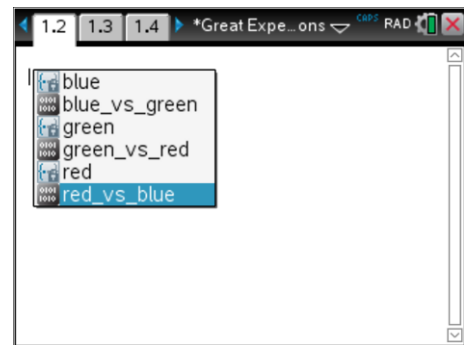 1.2 1.3 1.4 *Great Expe…ons CAPS RAD
blue
blue_vs_green
green
green_vs_red
red
red_vs_blue